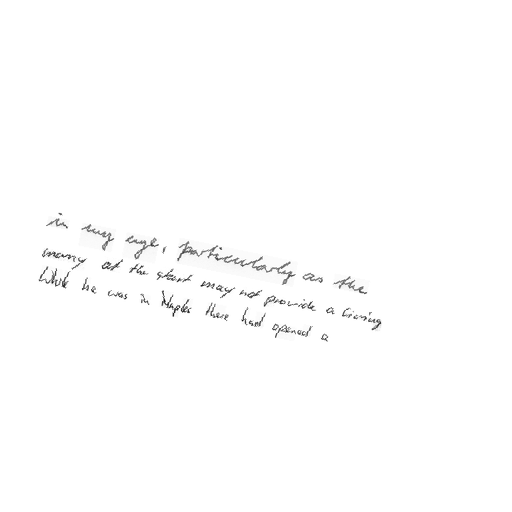 in my eye, particularly as the
money at the start may not provide a living
While he was in Naples there had opened a